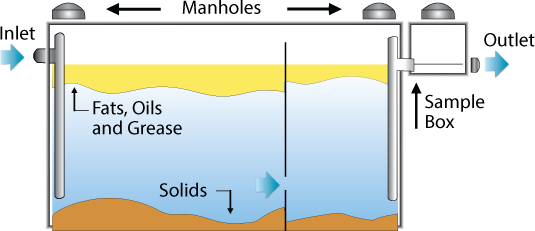 Manholes
Inlet
Outlet
Fats, Oils
and Grease
Sample
Box
Solids